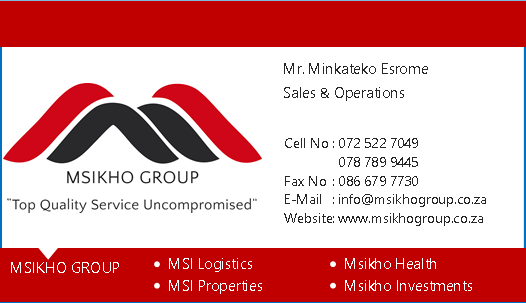 Mr. Minkateko Esrome
Sales & Operations
Cell No : 072 522 7049
078 789 9445
Fax No : 086 679 7730
E-Mail : info@msikhogroup.co.za
Website: www.msikhogroup.co.za
MSIKHO GROUP
"Top Quality Service Uncompromised"
MSIKHO GROUP
• MSI Logistics
• MSI Properties
• Msikho Health
• Msikho Investments